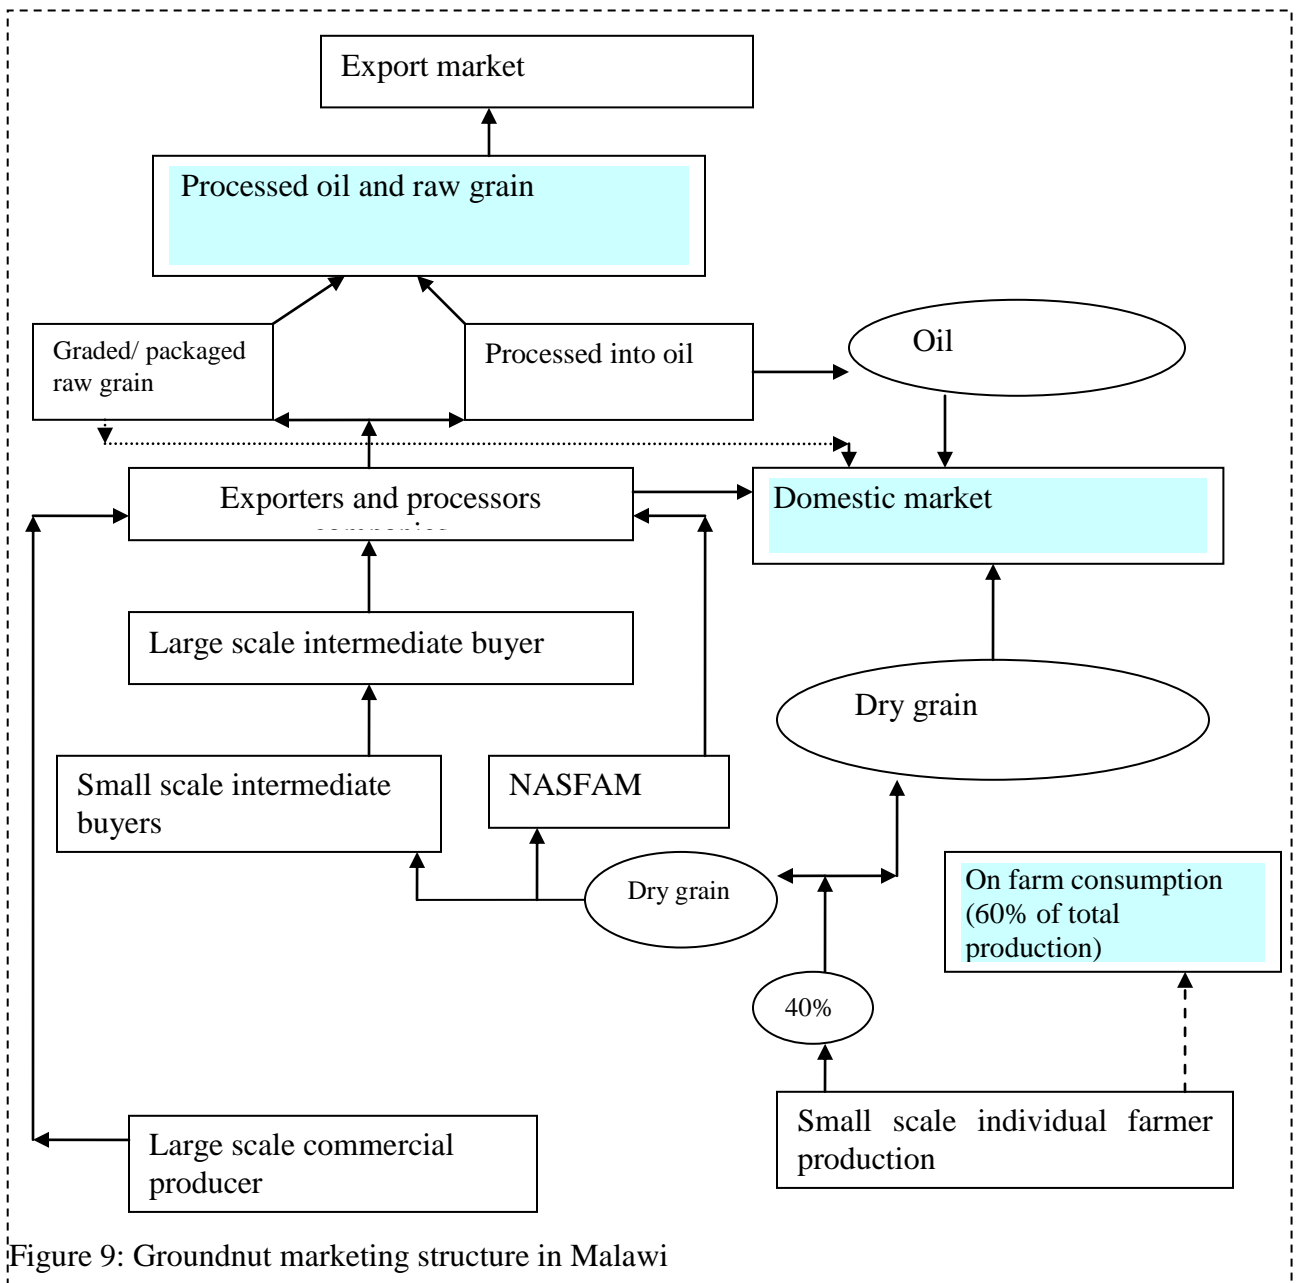 Export market
Processed oil and raw grain
Graded/ packaged
raw grain
Processed into oil
Oil
Exporters and processors
Domestic market
Large scale intermediate buyer
Dry grain
Small scale intermediate
buyers
NASFAM
Dry grain
On farm consumption
(60% of total
production)
40%
Small scale individual farmer
production
Large scale commercial
producer
Figure 9: Groundnut marketing structure in Malawi